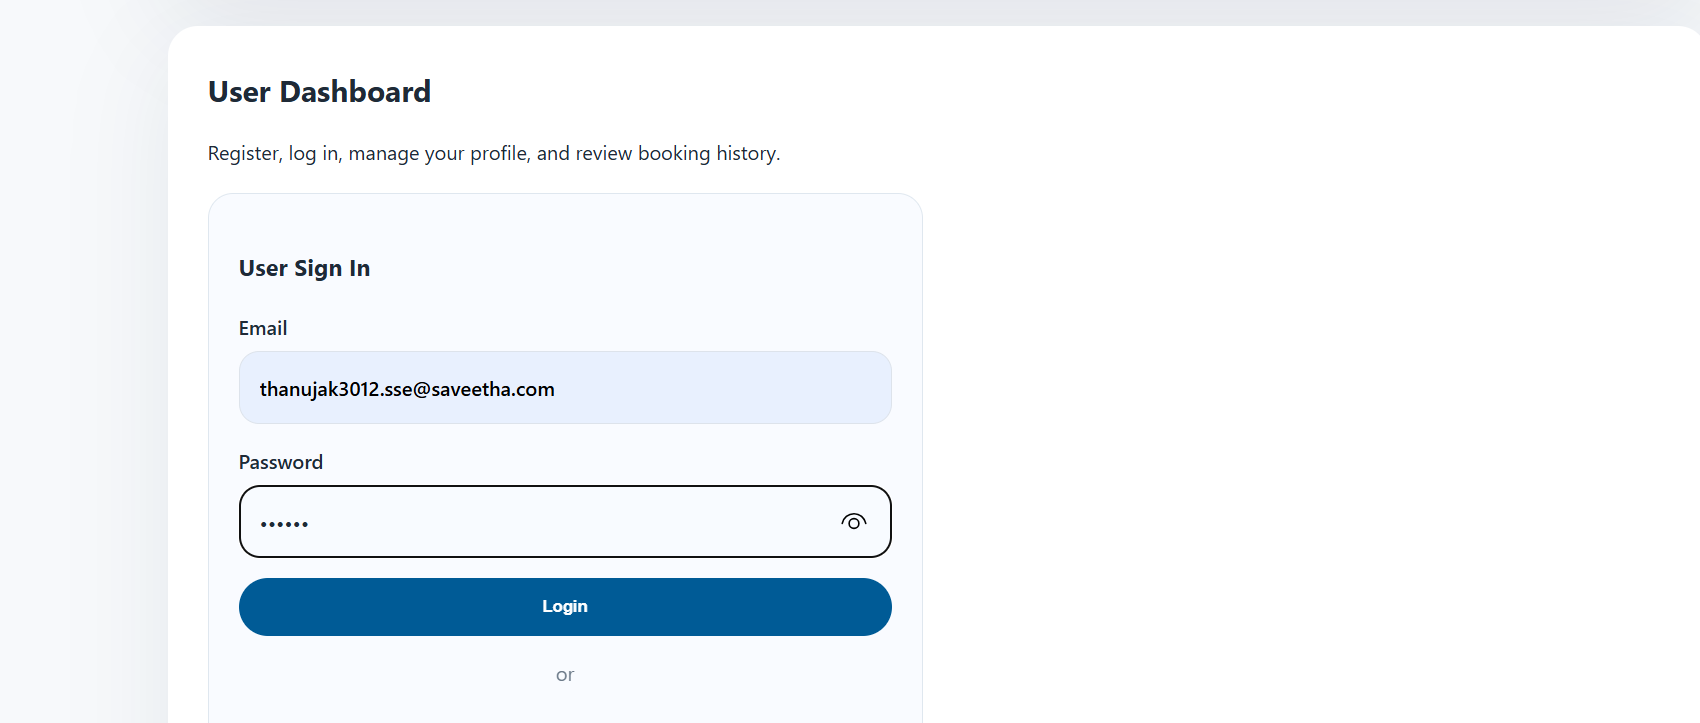 User Dashboard
Register, log in, manage your profile, and review booking history.
User Sign In
Email
thanujak3012.sse@saveetha.com
Password
••••••
Login
or